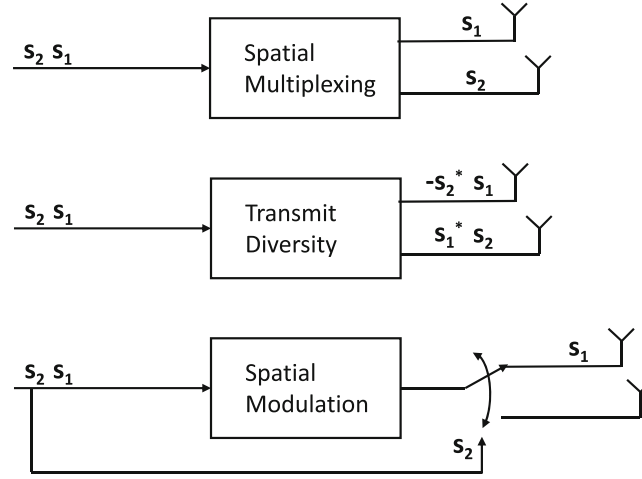 s₂ s₁
Spatial
Multiplexing
s₁
s₂
s₂ s₁
Transmit
Diversity
-s₂* s₁
s₁* s₂
s₂ s₁
Spatial
Modulation
s₁
s₂